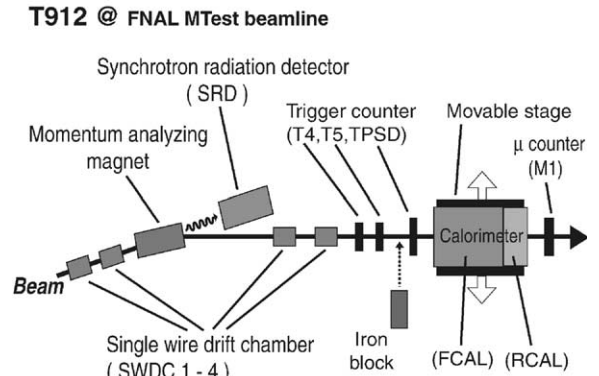 T912 @ FNAL MTest beamline
Synchrotron radiation detector
( SRD )
Trigger counter
(T4,T5,TPSD)
Movable stage
Momentum analyzing
magnet
μ counter
(M1)
Calorimeter
Beam
Single wire drift chamber
( SWDC 1 - 4 )
Iron
block
(FCAL)
(RCAL)